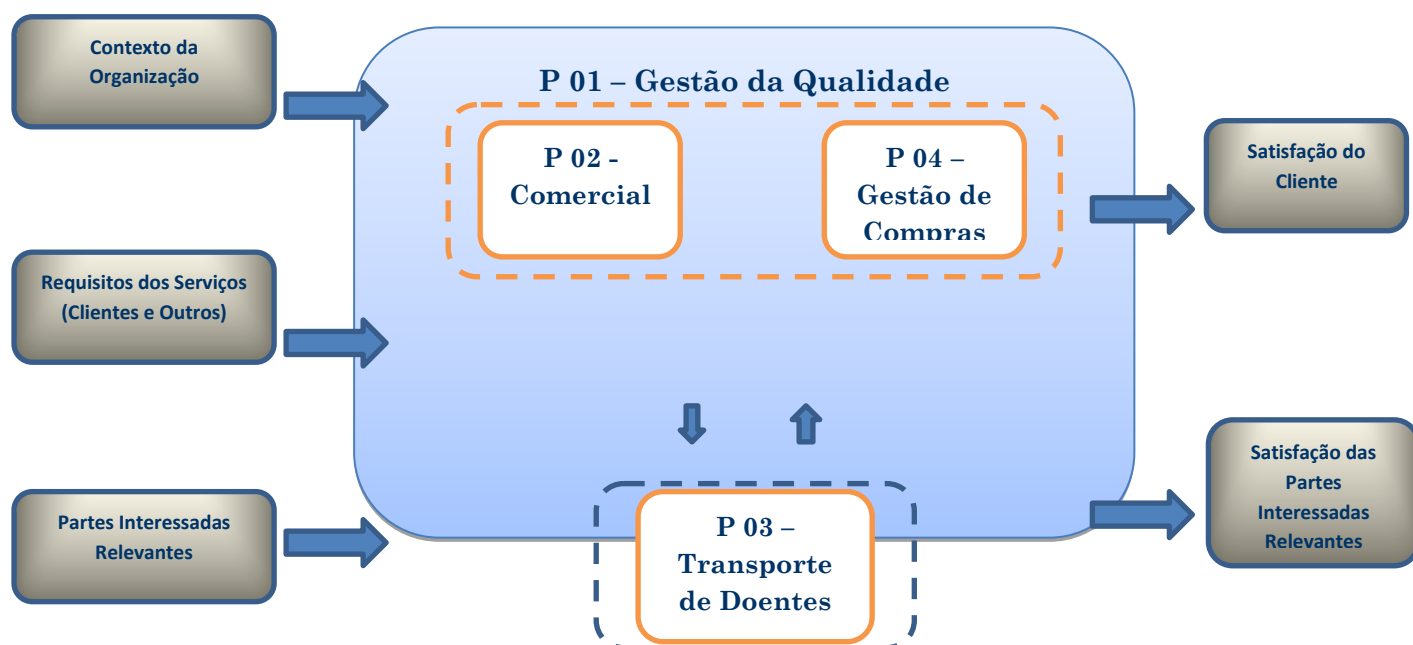 Contexto da
Organização
P 01 – Gestão da Qualidade
P 02 -
Comercial
P 04 –
Gestão de
Compras
Satisfação do
Cliente
Requisitos dos Serviços
(Clientes e Outros)
Partes Interessadas
Relevantes
P 03 –
Transporte
de Doentes
Satisfação das
Partes
Interessadas
Relevantes